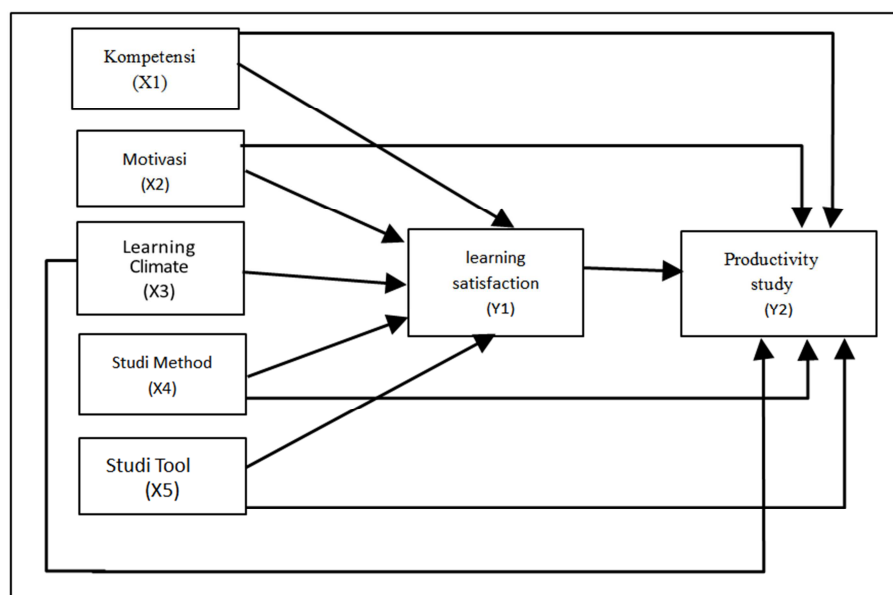 Kompetensi
(X1)
Motivasi
(X2)
Learning
Climate
(X3)
Studi Method
(X4)
Studi Tool
(X5)
learning
satisfaction
(Y1)
Productivity
study
(Y2)